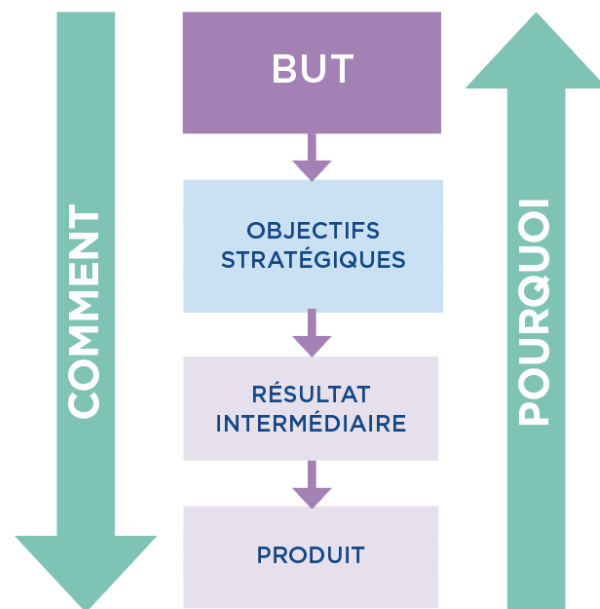 BUT
COMMENT
OBJECTIFS
STRATÉGIQUES
POURQUOI
RÉSULTAT
INTERMÉDIAIRE
PRODUIT